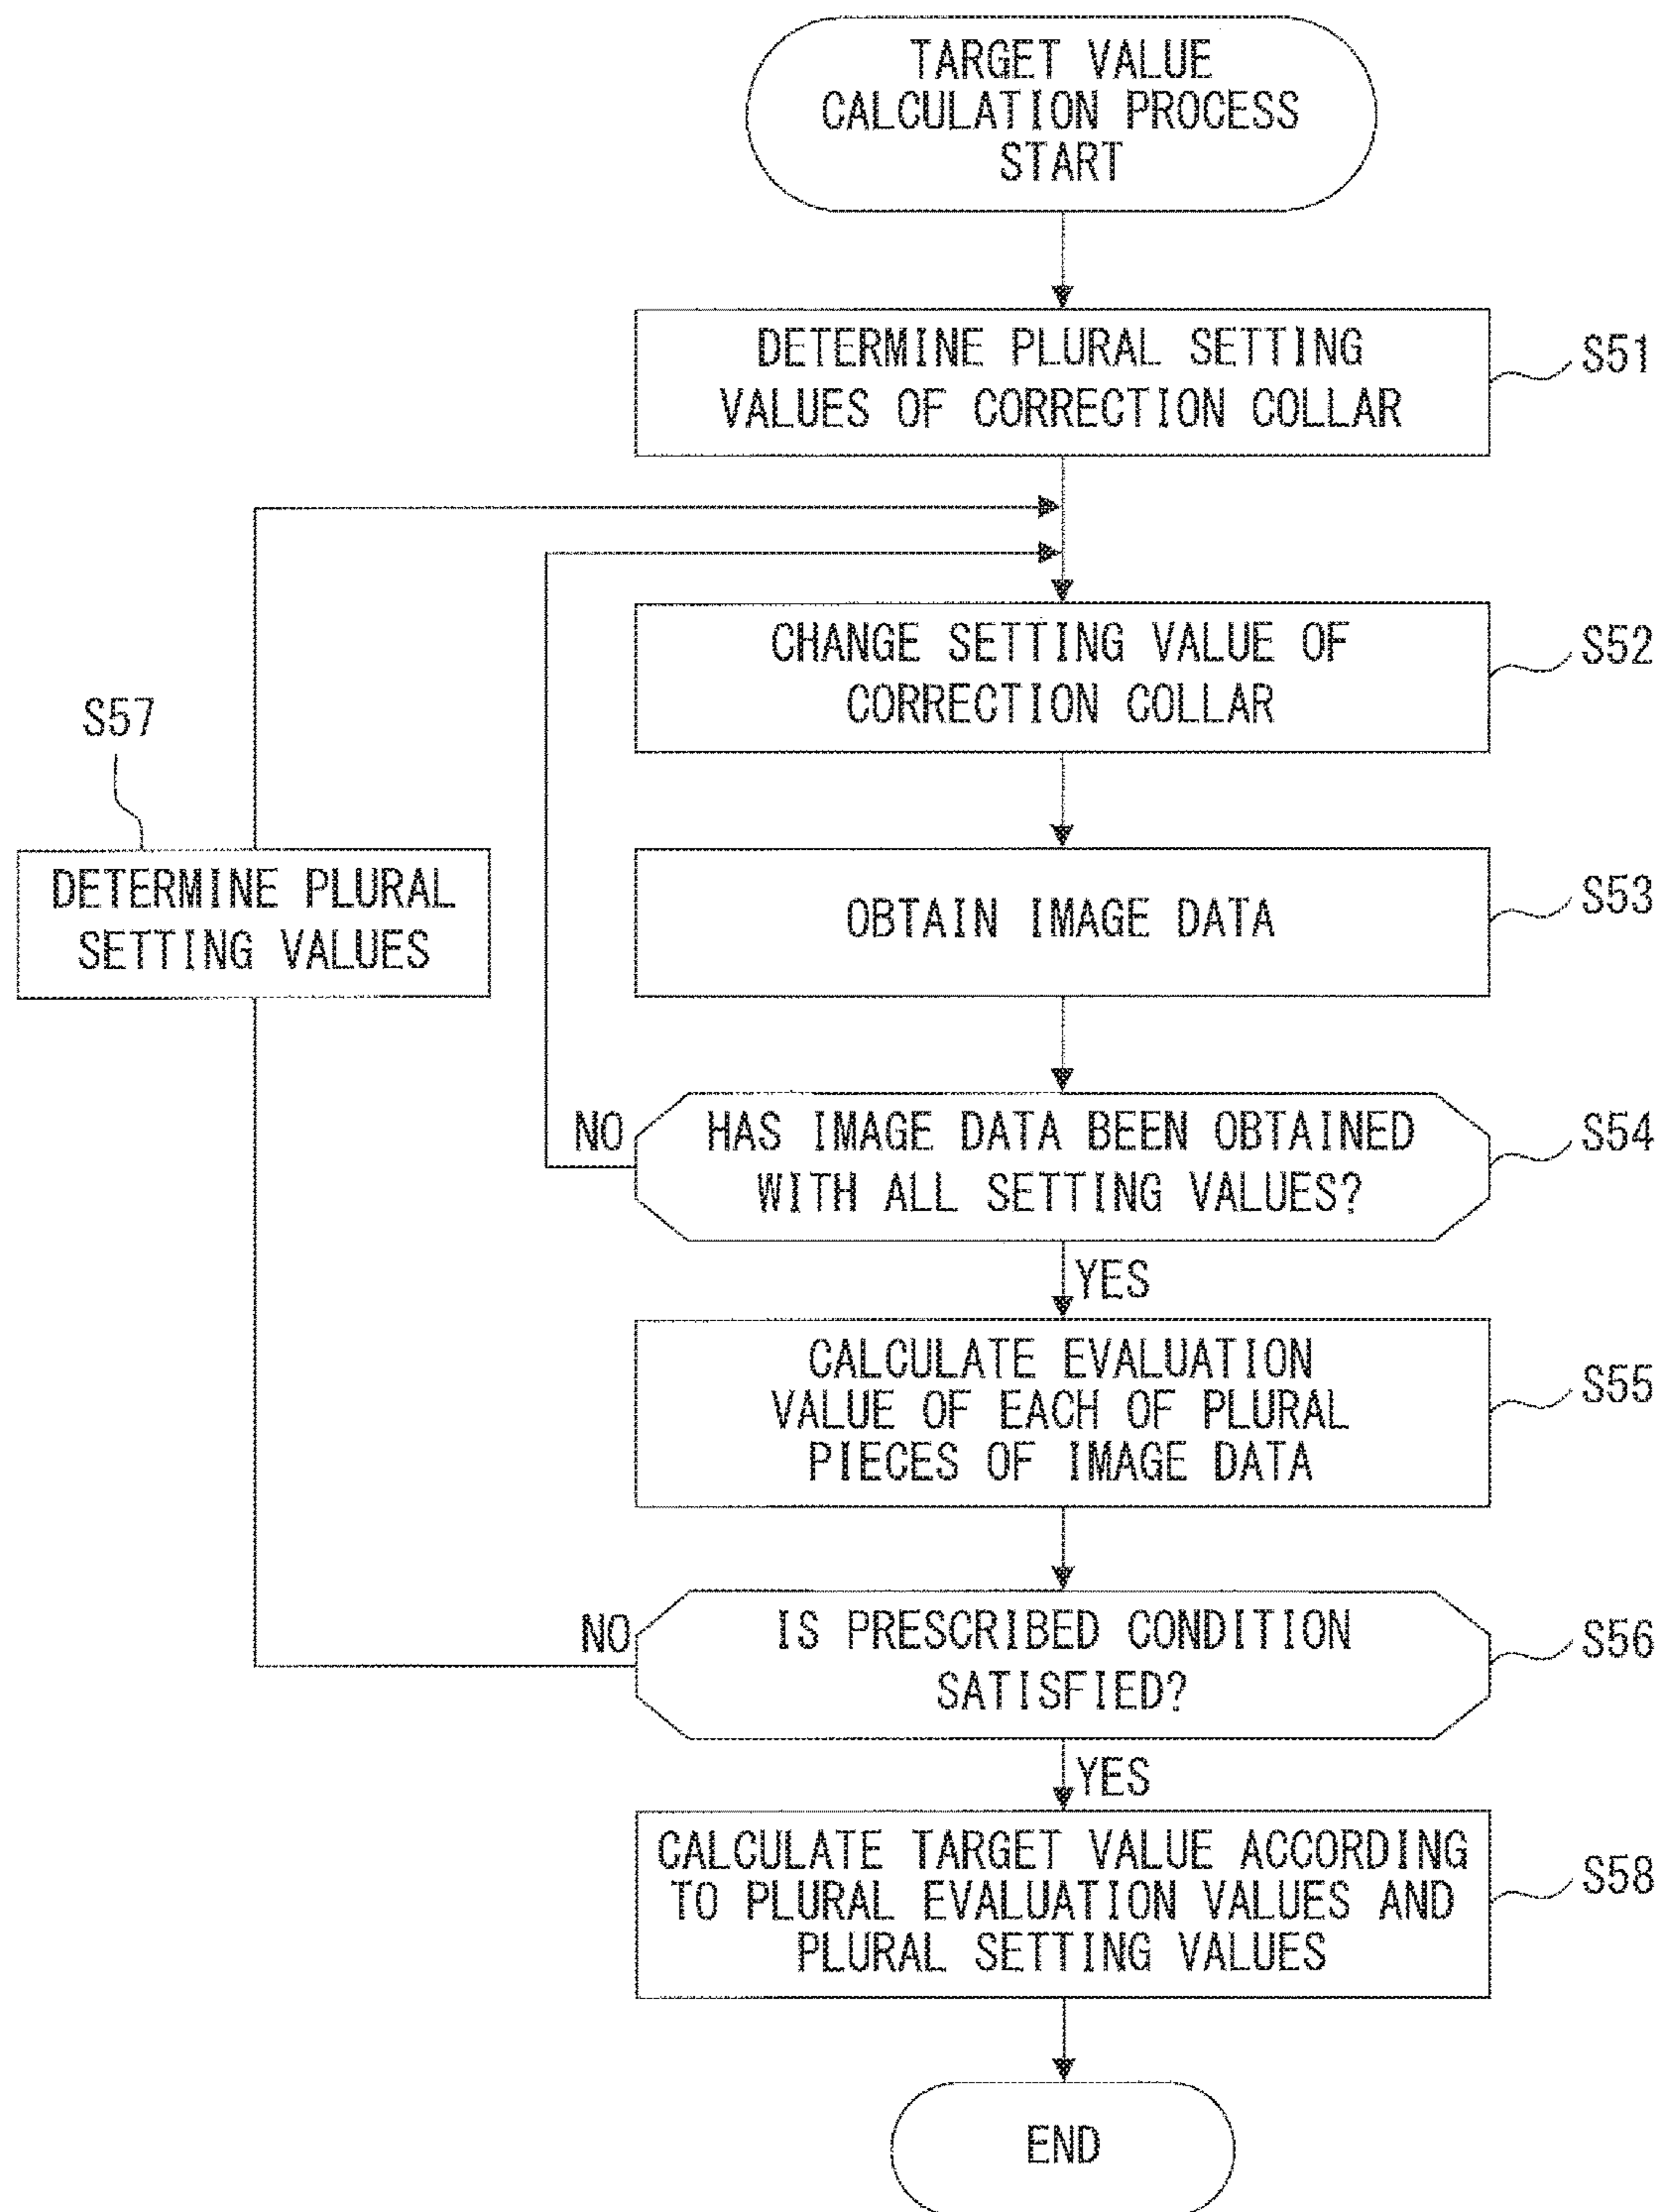 TARGET VALUE
CALCULATION PROCESS
START
DETERMINE PLURAL SETTING
VALUES OF CORRECTION COLLAR
S51
CHANGE SETTING VALUE OF
CORRECTION COLLAR
S52
S57
DETERMINE PLURAL
SETTING VALUES
OBTAIN IMAGE DATA
S53
NO
HAS IMAGE DATA BEEN OBTAINED
WITH ALL SETTING VALUES?
S54
YES
CALCULATE EVALUATION
VALUE OF EACH OF PLURAL
PIECES OF IMAGE DATA
S55
NO
IS PRESCRIBED CONDITION
SATISFIED?
S56
YES
CALCULATE TARGET VALUE ACCORDING
TO PLURAL EVALUATION VALUES AND
PLURAL SETTING VALUES
S58
END